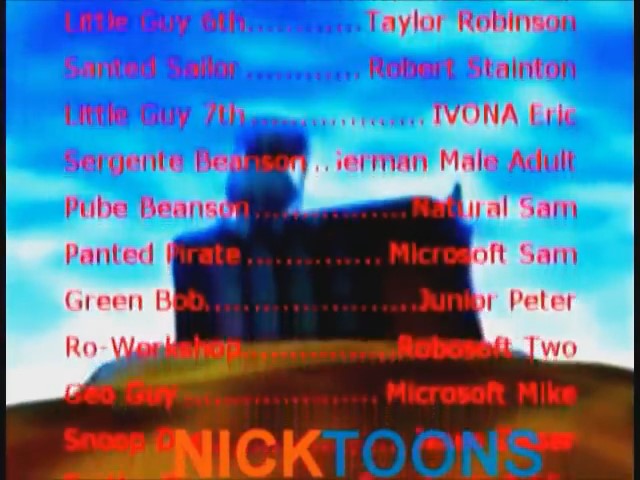 Little Guy 6th............Taylor Robinson
Santed Sailor............ Robert Stainton
Little Guy 7th.................. IVONA Eric
Sergente Beanson..ierman Male Adult
Pube Beanson................Natural Sam
Panted Pirate.............. Microsoft Sam
Green Bob......................Junior Peter
Ro-Workshop................Robosoft Two
Geo Guy.................... Microsoft Mike
Snoop
NICKTOONS